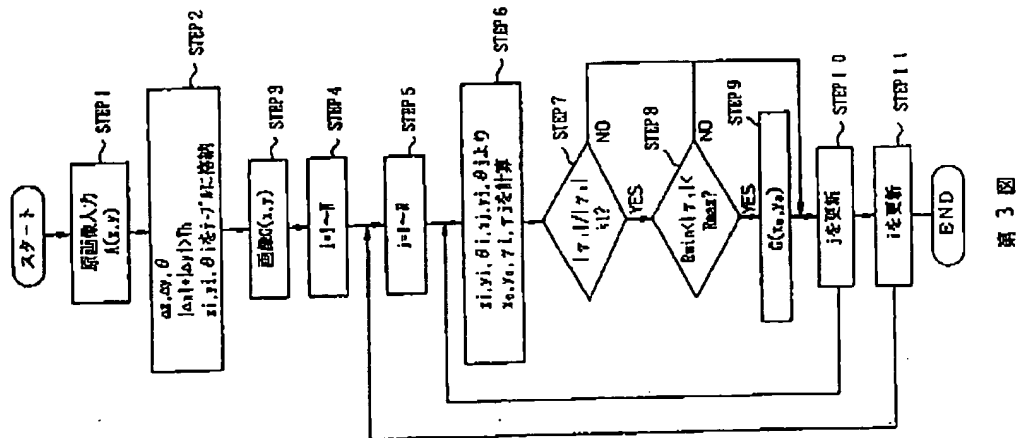 スタート
STEP 1
原画像入力
A(x,y)
STEP 2
Δx,Δy,θ
|Δx|+|Δy|>Th
xi,yi,θiをテーブルに格納
STEP 3
画像G(x,y)
STEP 4
i=1~N
STEP 5
j=1~N
STEP 6
xi,yi,θi,xj,yj,θjより
x₀,y₀,γi,γjを計算
STEP 7
|γi|/|γj|
NO
YES
STEP 8
Rmin<|γi|<
Rmax?
NO
YES
STEP 9
G(x₀,y₀)
STEP 10
jを更新
STEP 11
iを更新
END
第3図